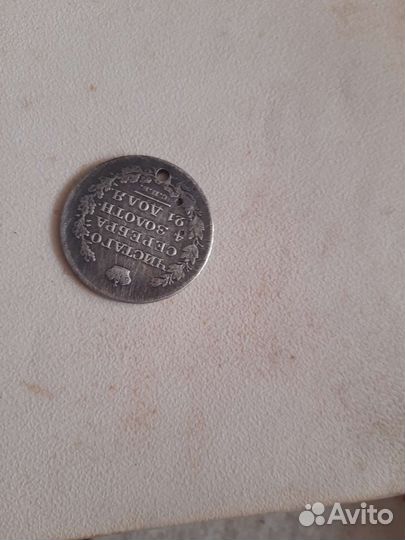 ЧИСТАГО
СЕРЕБРА
4 ЗОЛОТН.
21 ДОЛЯ
С.П.Б.
Avito